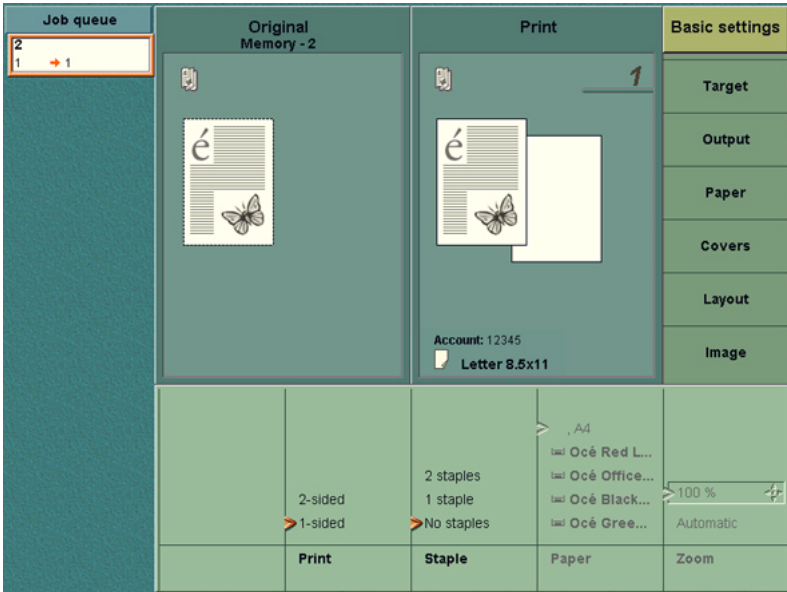 Job queue
2
1 → 1
Original
Memory - 2
é
Print
1
é
Account: 12345
Letter 8.5x11
Basic settings
Target
Output
Paper
Covers
Layout
Image
2-sided
1-sided
Print
2 staples
1 staple
No staples
Staple
, A4
Océ Red L...
Océ Office...
Océ Black...
Océ Gree...
Paper
100 %
Automatic
Zoom